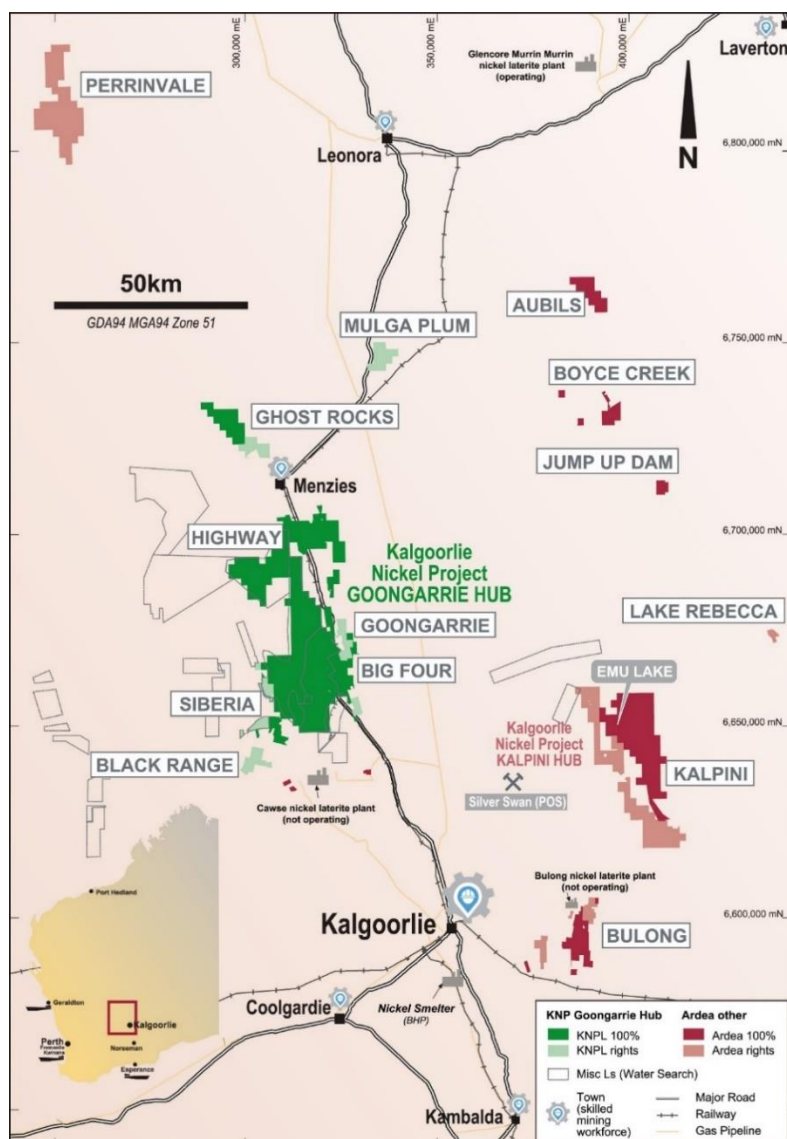 300,000 mE
350,000 mE
400,000 mE
Glencore Murrin Murrin
nickel laterite plant
(operating)
Laverton
PERRINVALE
Leonora
6,800,000 mN
N
50km
GDA94 MGA94 Zone 51
AUBILS
MULGA PLUM
6,750,000 mN
BOYCE CREEK
GHOST ROCKS
JUMP UP DAM
Menzies
HIGHWAY
6,700,000 mN
Kalgoorlie
Nickel Project
GOONGARRIE HUB
LAKE REBECCA
GOONGARRIE
BIG FOUR
EMU LAKE
SIBERIA
6,650,000 mN
Kalgoorlie
Nickel Project
KALPINI HUB
BLACK RANGE
KALPINI
Silver Swan (POS)
Cawse nickel laterite plant
(not operating)
Bulong nickel laterite plant
(not operating)
Port Hedland
6,600,000 mN
Kalgoorlie
BULONG
Nickel Smelter
(BHP)
Coolgardie
Geraldton
Kalgoorlie
Perth
Fremantle
Kwinana
Norseman
Esperance
Kambalda
KNP Goongarrie Hub
KNPL 100%
KNPL rights
Ardea other
Ardea 100%
Ardea rights
Misc Ls (Water Search)
Town
(skilled
mining
workforce)
Major Road
Railway
Gas Pipeline